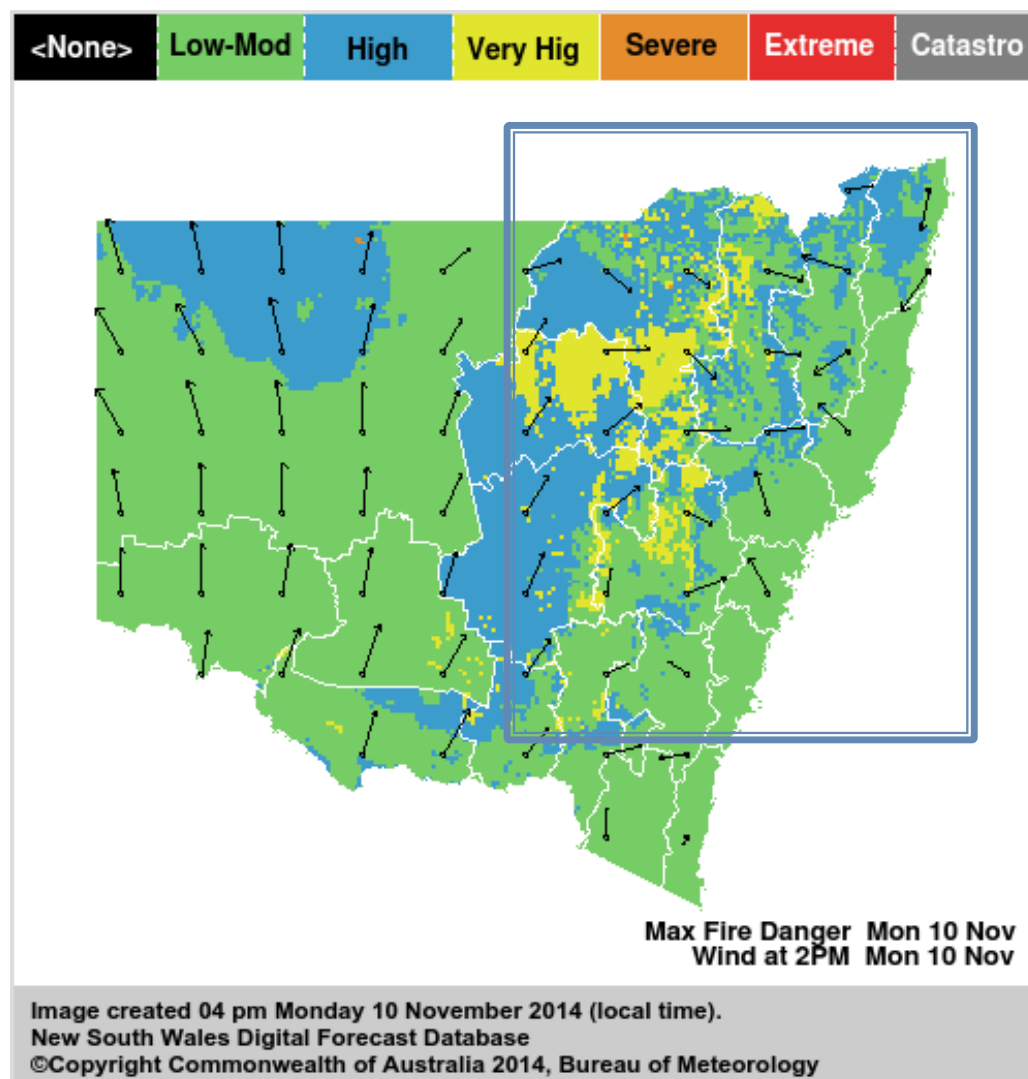 <None> Low-Mod High Very Hig Severe Extreme Catastro
Max Fire Danger Mon 10 Nov
Wind at 2PM Mon 10 Nov
Image created 04 pm Monday 10 November 2014 (local time).
New South Wales Digital Forecast Database
©Copyright Commonwealth of Australia 2014, Bureau of Meteorology